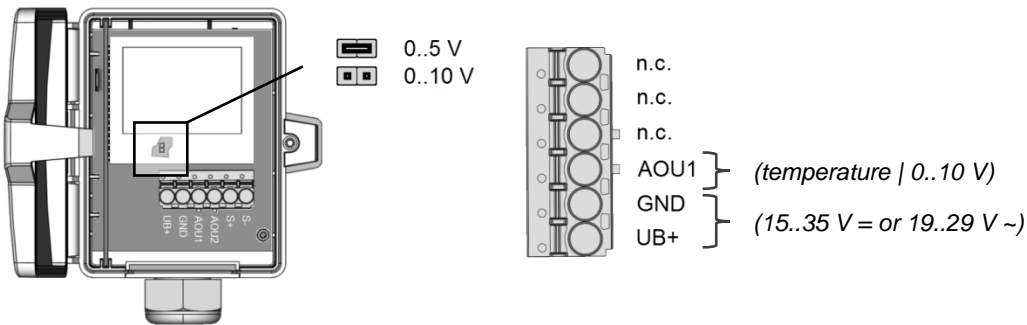 0..5 V
0..10 V
UB+
GND
AOU1
AOU2
S+
S-
n.c.
n.c.
n.c.
AOU1 (temperature | 0..10 V)
GND
UB+
(15..35 V = or 19..29 V ~)